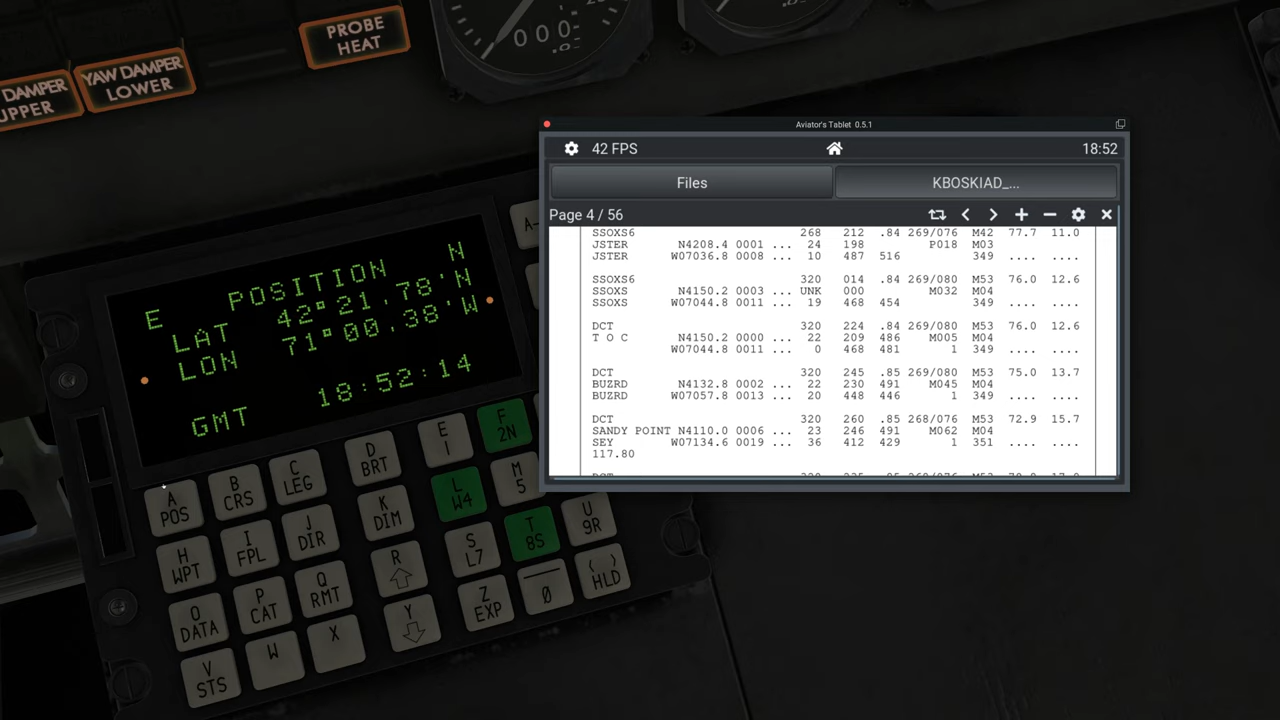 PROBE
HEAT
DAMPER
UPPER
YAW DAMPER
LOWER
000
E POSITION N
LAT 42°21.78'N
LON 71°00.38'W
GMT 18:52:14
A
POS
B
CRS
C
LEG
D
BRT
E
1
F
2N
H
WPT
I
FPL
J
DIR
K
DIM
L
W4
M
5
O
DATA
P
CAT
Q
RMT
R
S
L7
T
8S
U
9R
V
STS
W
X
Y
Z
EXP
0
( )
HLD
Aviator's Tablet 0.5.1
42 FPS 18:52
Files KBOSKIAD_...
Page 4 / 56
SSOXS6 268 212 .84 269/076 M42 77.7 11.0
JSTER N4208.4 0001 ... 24 198 P018 M03
JSTER W07036.8 0008 ... 10 487 516 349 .... ....
SSOXS6 320 014 .84 269/080 M53 76.0 12.6
SSOXS N4150.2 0003 ... UNK 000 M032 M04
SSOXS W07044.8 0011 ... 19 468 454 349 .... ....
DCT 320 224 .84 269/080 M53 76.0 12.6
T O C N4150.2 0000 ... 22 209 486 M005 M04
W07044.8 0011 ... 0 468 481 1 349 .... ....
DCT 320 245 .85 269/080 M53 75.0 13.7
BUZRD N4132.8 0002 ... 22 230 491 M045 M04
BUZRD W07057.8 0013 ... 20 448 446 1 349 .... ....
DCT 320 260 .85 268/076 M53 72.9 15.7
SANDY POINT N4110.0 0006 ... 23 246 491 M062 M04
SEY W07134.6 0019 ... 36 412 429 1 351 .... ....
117.80